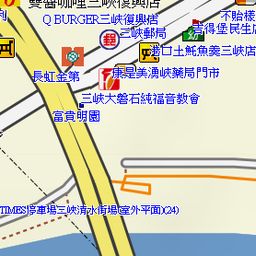 雙醬咖哩三峽復興店
Q BURGER三峽復興店
不貽樣
吉得堡民生店
三峽郵局
港口土魠魚羹三峽店
長虹金第
康是美湧峽藥局門市
三峽大磐石純福音教會
富貴明園
TIMES停車場三峽清水街場(室外平面)(24)